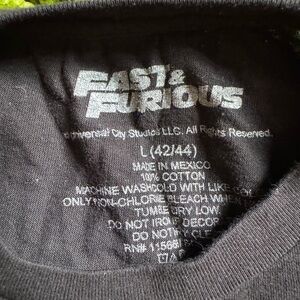 FAST &
FURIOUS
Universal City Studios LLC. All Rights Reserved.
L (42/44)
MADE IN MEXICO
100% COTTON
MACHINE WASH COLD WITH LIKE
ONLY NON-CHLORINE BLEACH WHEN
TUMBLE DRY LOW
DO NOT IRON DECOR
DO NOT
RN# 11566